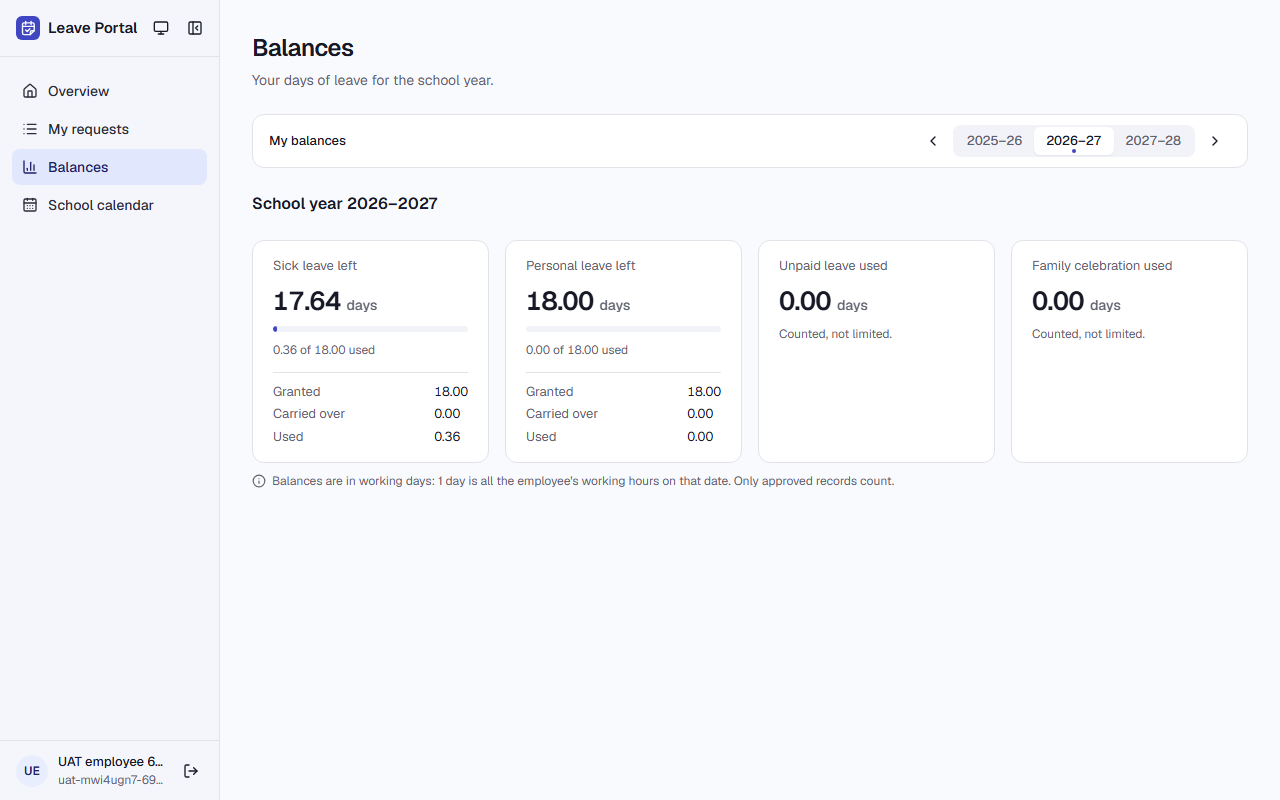 Leave Portal
Overview
My requests
Balances
School calendar
UE
UAT employee 6…
uat-mwi4ugn7-69…
Balances
Your days of leave for the school year.
My balances
2025–26 2026–27 2027–28
School year 2026–2027
Sick leave left
17.64 days
0.36 of 18.00 used
Granted 18.00
Carried over 0.00
Used 0.36
Personal leave left
18.00 days
0.00 of 18.00 used
Granted 18.00
Carried over 0.00
Used 0.00
Unpaid leave used
0.00 days
Counted, not limited.
Family celebration used
0.00 days
Counted, not limited.
Balances are in working days: 1 day is all the employee's working hours on that date. Only approved records count.